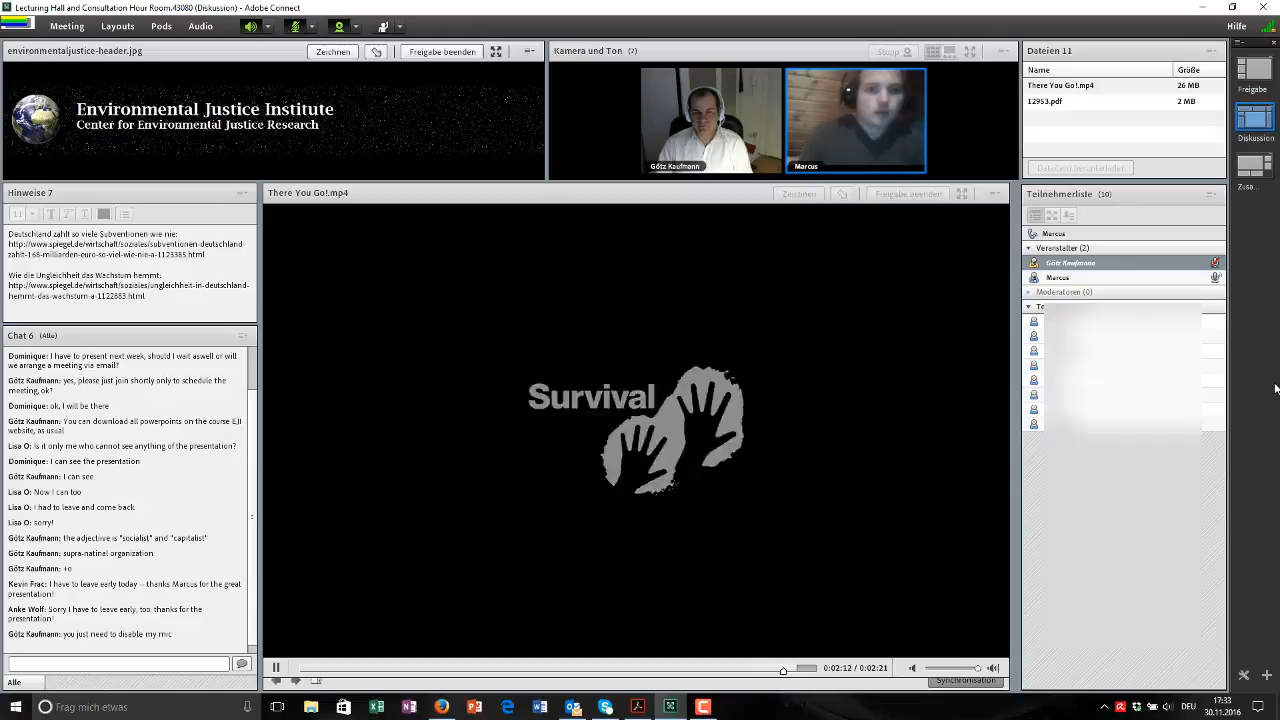 Lecturing Hall and Consultation Hour Room,43080 (Diskussion) - Adobe Connect
Meeting Layouts Pods Audio Hilfe
environmentaljustice-header.jpg Zeichnen Freigabe beenden
Environmental Justice Institute
Center for Environmental Justice Research
Kamera und Ton (2) Stopp
Götz Kaufmann Marcus
Dateien 11
Name Größe
There You Go!.mp4 26 MB
12953.pdf 2 MB
Datei(en) herunterladen
Freigabe
Diskussion
Zusa...
Hinweise 7
11
Deutschland zahlt so viele Subventionen wie nie:
http://www.spiegel.de/wirtschaft/soziales/subventionen-deutschland-
zahlt-168-milliarden-euro-so-viel-wie-nie-a-1123385.html
Wie die Ungleichheit das Wachstum hemmt:
http://www.spiegel.de/wirtschaft/soziales/ungleichheit-in-deutschland-
hemmt-das-wachstum-a-1122883.html
Chat 6 (Alle)
Dominique: I have to present next week, should I wait aswell or will
we arrange a meeting via email?
Götz Kaufmann: yes, please just join shortly only to schedule the
meeting, ok?
Dominique: ok, I will be there
Götz Kaufmann: You can download all powerpoints on the course EJI
website, as usual
Lisa O: Is it only me who cannot see anything of the presentation?
Dominique: I can see the presentation
Götz Kaufmann: I can see
Lisa O: Now I can too
Lisa O: I had to leave and come back
Lisa O: sorry!
Götz Kaufmann: the adjective is "socialist" and "capitalist"
Götz Kaufmann: supra-natinal organization
Götz Kaufmann: +o
Kevin Frac: I have to leave early today -- thanks Marcus for the great
presentation!
Anke Wolf: Sorry I have to leave early, too. thanks for the
presentation!
Götz Kaufmann: you just need to disable my mic
Alle
There You Go!.mp4 Zeichnen Freigabe beenden
Survival
0:02:12 / 0:02:21
Synchronisation
Teilnehmerliste (10)
Marcus
Veranstalter (2)
Götz Kaufmann
Marcus
Moderatoren (0)
Te
Frag mich etwas
DEU
17:33
30.11.2016